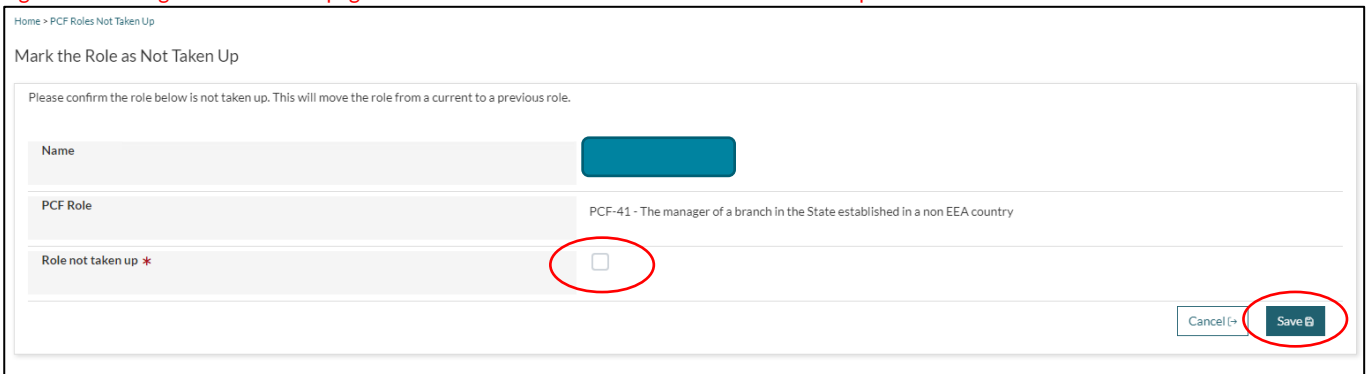 Home > PCF Roles Not Taken Up
Mark the Role as Not Taken Up
Please confirm the role below is not taken up. This will move the role from a current to a previous role.
Name
PCF Role
PCF-41 - The manager of a branch in the State established in a non EEA country
Role not taken up *
Cancel
Save